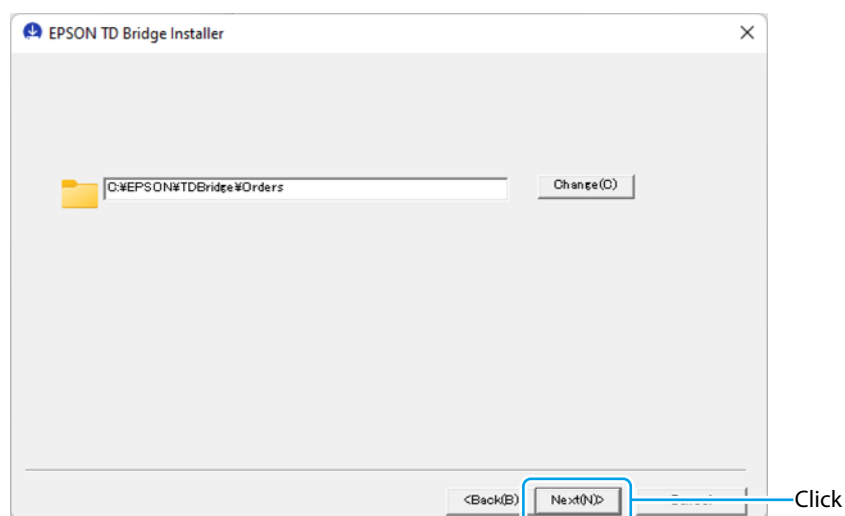 EPSON TD Bridge Installer
C:¥EPSON¥TDBridge¥Orders
Change(C)
<Back(B)
Next(N)>
Click